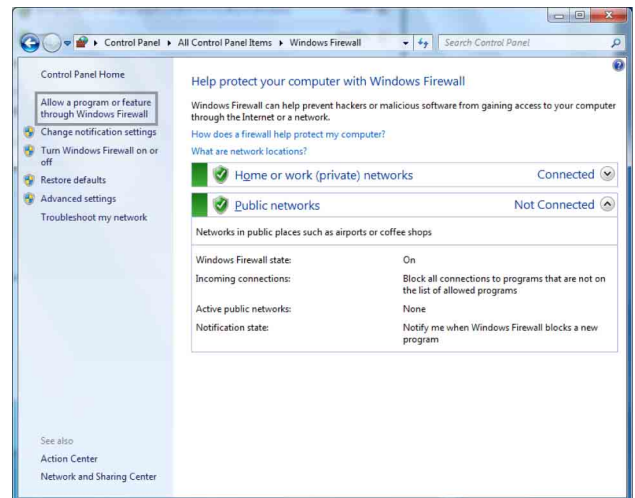 Control Panel ▸ All Control Panel Items ▸ Windows Firewall
Search Control Panel
Control Panel Home
Allow a program or feature
through Windows Firewall
Change notification settings
Turn Windows Firewall on or
off
Restore defaults
Advanced settings
Troubleshoot my network
See also
Action Center
Network and Sharing Center
Help protect your computer with Windows Firewall
Windows Firewall can help prevent hackers or malicious software from gaining access to your computer
through the Internet or a network.
How does a firewall help protect my computer?
What are network locations?
Home or work (private) networks Connected
Public networks Not Connected
Networks in public places such as airports or coffee shops
Windows Firewall state: On
Incoming connections: Block all connections to programs that are not on
the list of allowed programs
Active public networks: None
Notification state: Notify me when Windows Firewall blocks a new
program